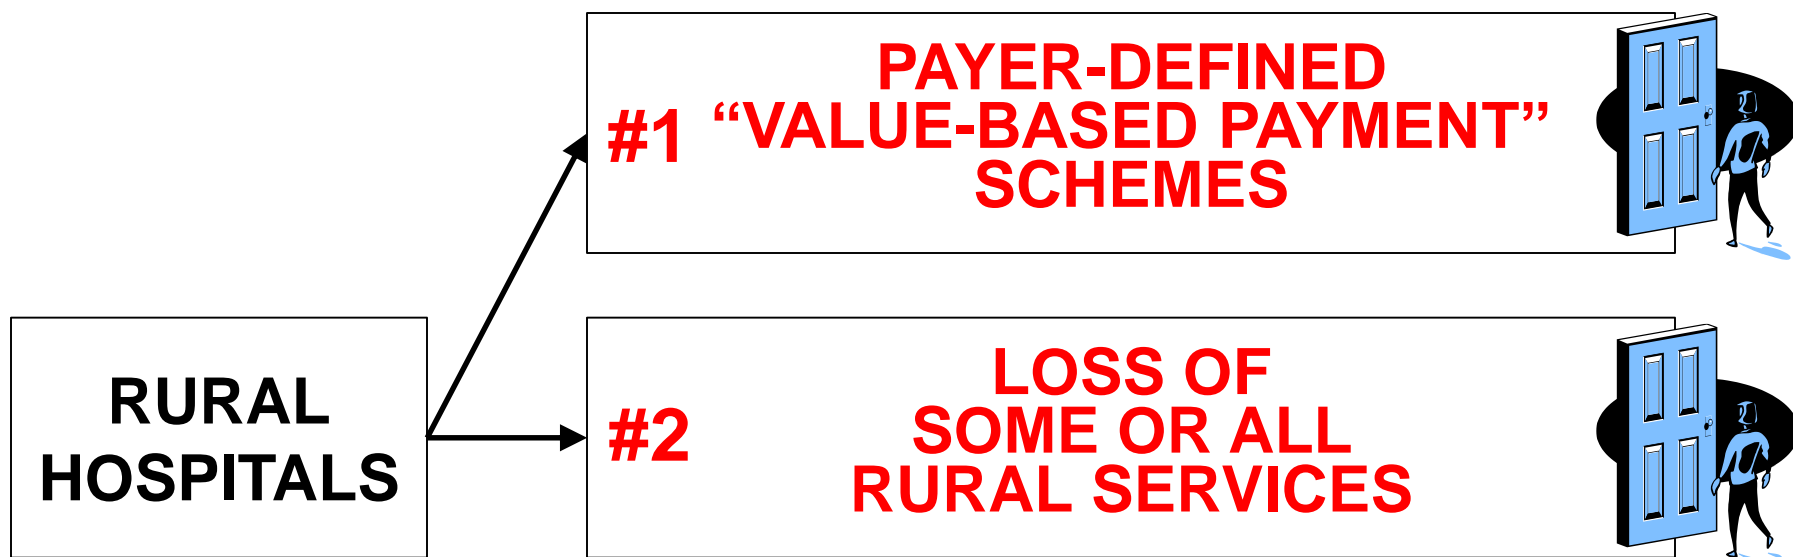 PAYER-DEFINED
#1 “VALUE-BASED PAYMENT”
SCHEMES
RURAL
HOSPITALS
LOSS OF
#2 SOME OR ALL
RURAL SERVICES